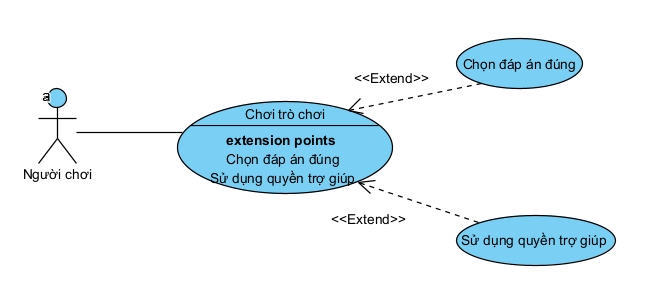 a
Người chơi
Chơi trò chơi
extension points
Chọn đáp án đúng
Sử dụng quyền trợ giúp
<<Extend>>
Chọn đáp án đúng
<<Extend>>
Sử dụng quyền trợ giúp